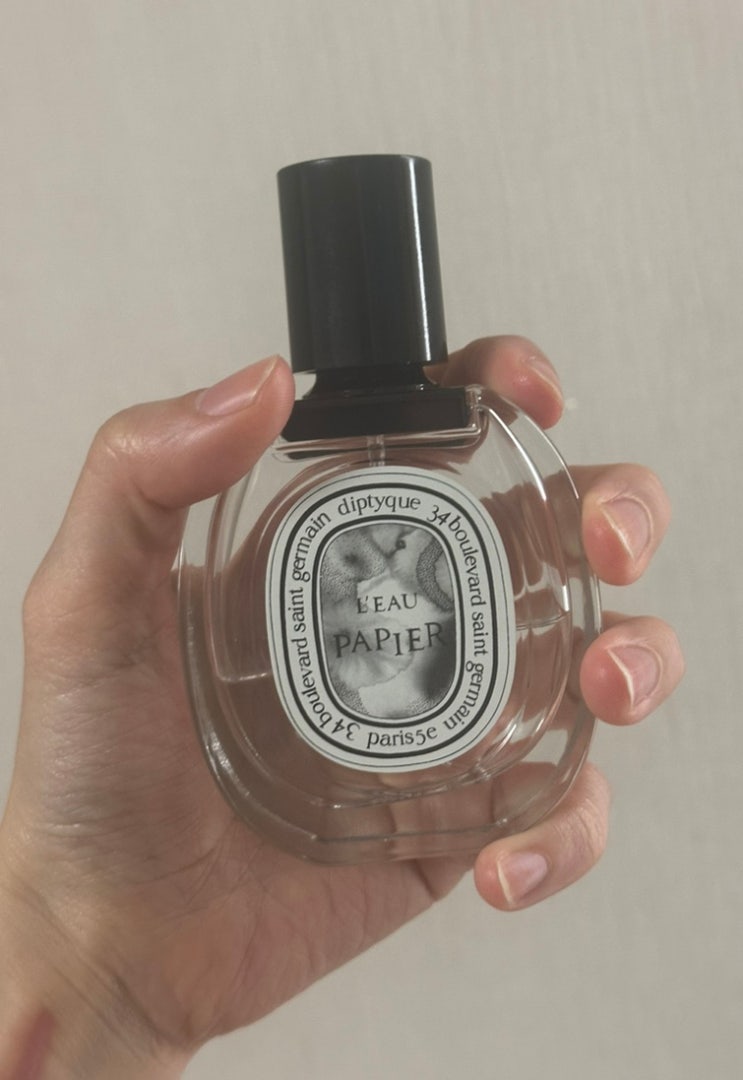 diptyque 34 boulevard saint germain paris5e 34 boulevard saint germain
L'EAU
PAPIER